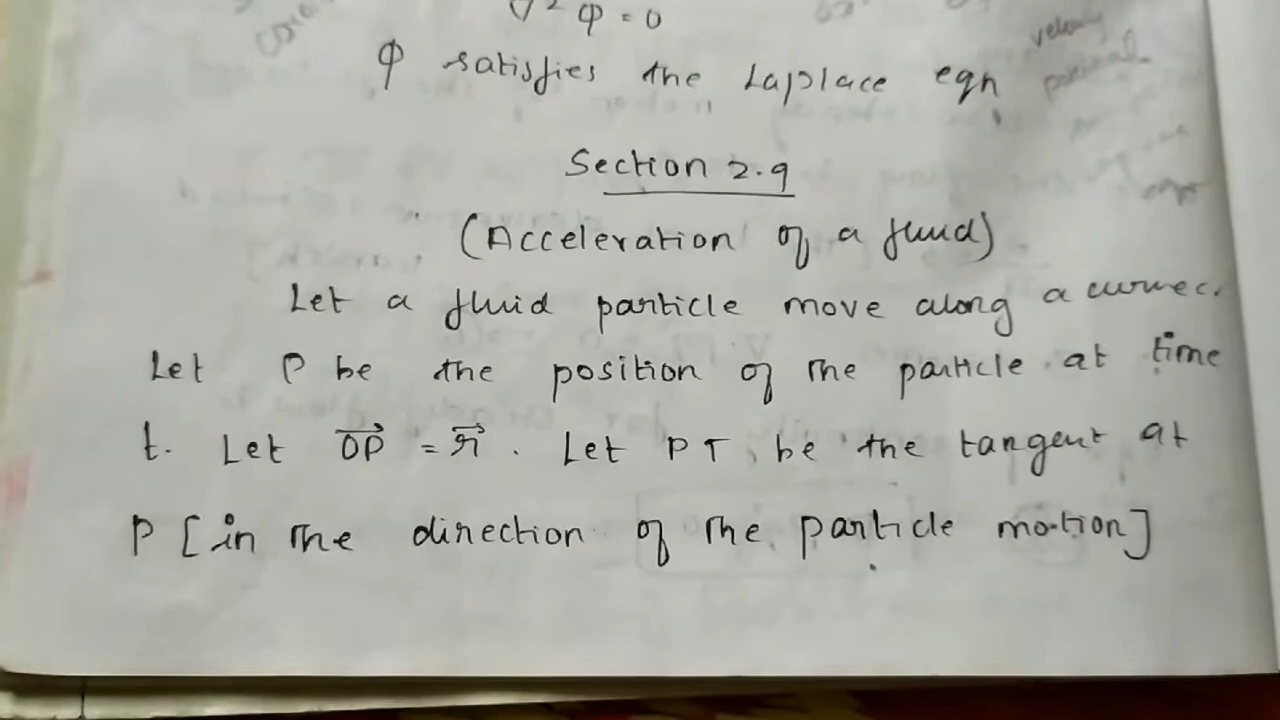 ∇² φ = 0
φ satisfies the Laplace eqn
Section 2.9
(Acceleration of a fluid)
Let a fluid particle move along a curve c.
Let P be the position of the particle at time
t. Let \overrightarrow{OP} = \vec{r}. Let PT be the tangent at
P [in the direction of the particle motion]